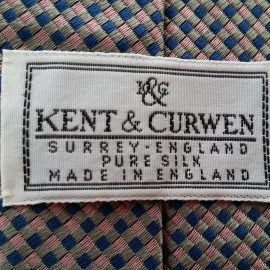 K&C
KENT & CURWEN
SURREY-ENGLAND
PURE SILK
MADE IN ENGLAND